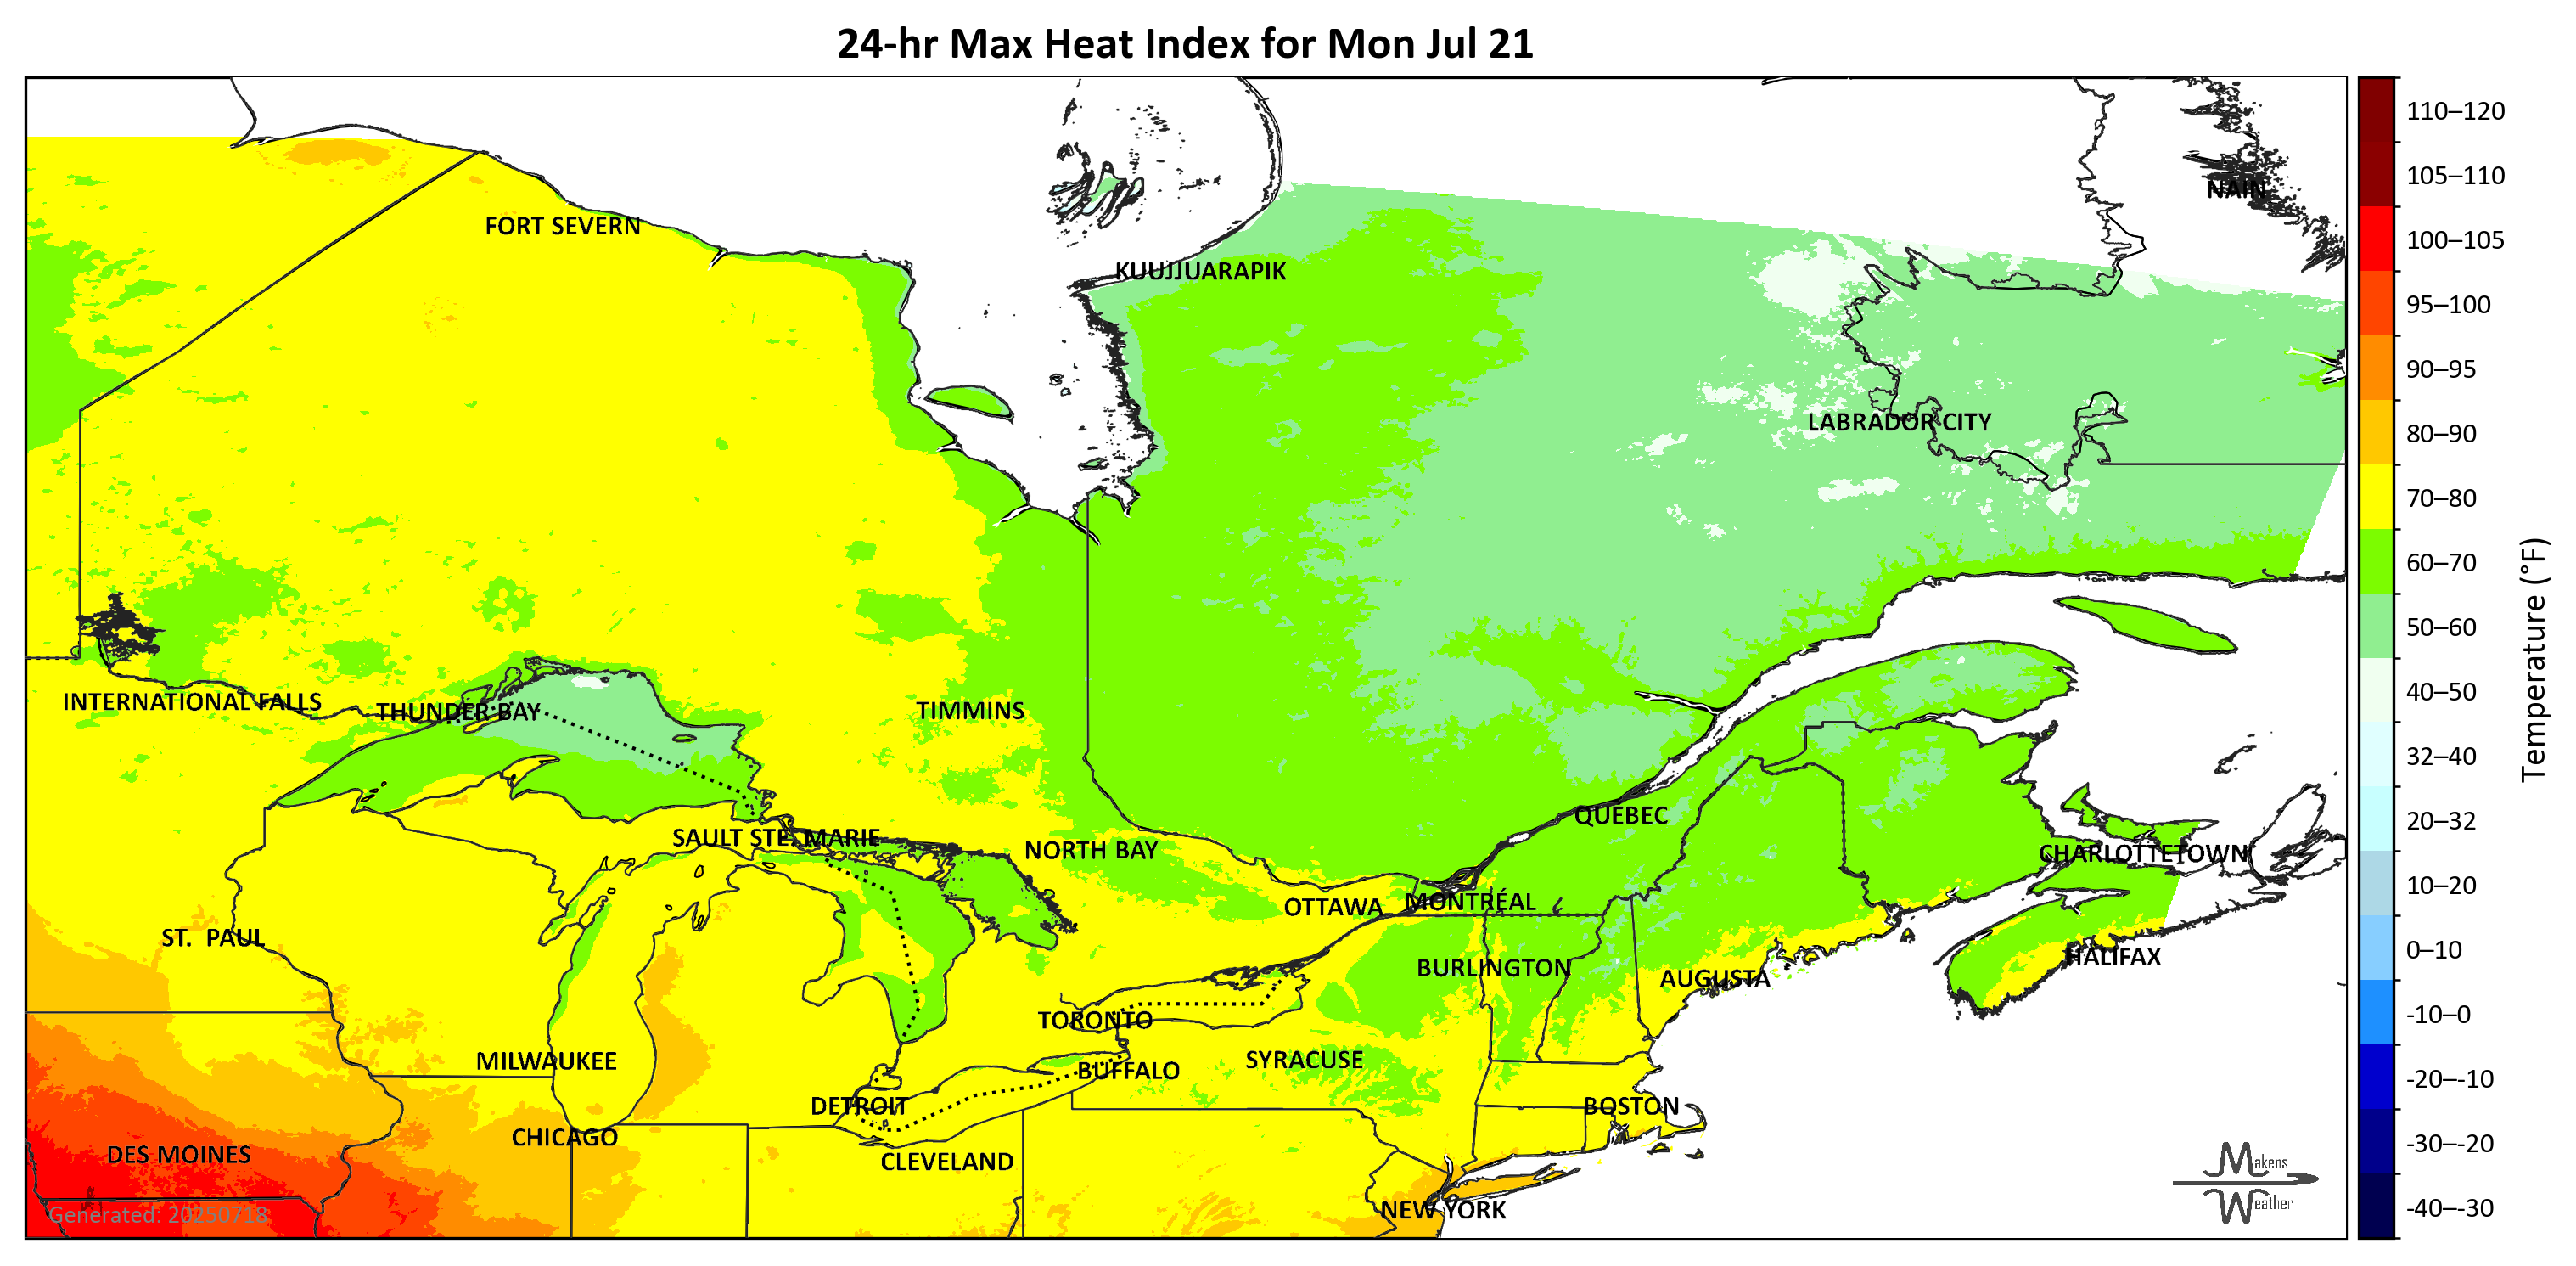 24-hr Max Heat Index for Mon Jul 21
110–120
105–110
NAIN
FORT SEVERN
100–105
KUUJJUARAPIK
95–100
90–95
LABRADOR CITY
80–90
70–80
60–70
50–60
Temperature (°F)
40–50
INTERNATIONAL FALLS
THUNDER BAY
TIMMINS
32–40
QUÉBEC
20–32
SAULT STE. MARIE
NORTH BAY
CHARLOTTETOWN
10–20
OTTAWA
MONTRÉAL
ST. PAUL
0–10
HALIFAX
BURLINGTON
AUGUSTA
-10–0
TORONTO
MILWAUKEE
SYRACUSE
BUFFALO
-20–-10
DETROIT
BOSTON
CHICAGO
-30–-20
DES MOINES
CLEVELAND
Makens
Weather
-40–-30
NEW YORK
Generated: 20250718